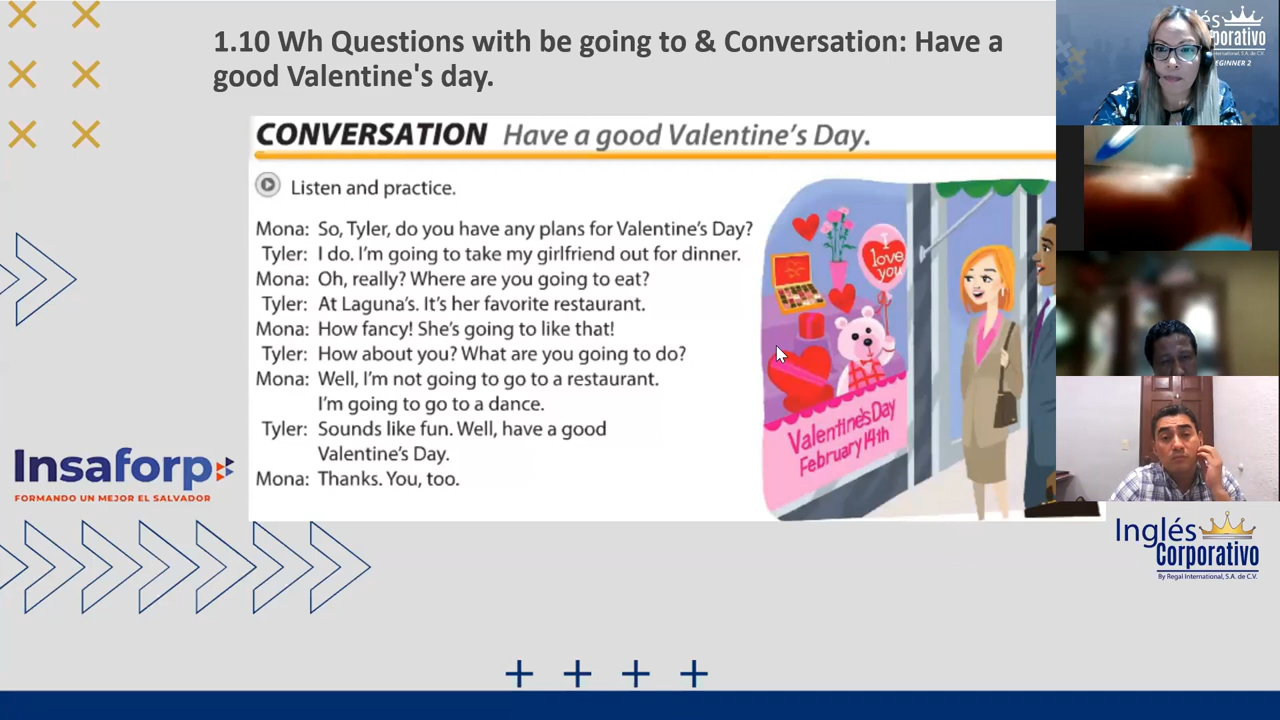 1.10 Wh Questions with be going to & Conversation: Have a
good Valentine's day.
CONVERSATION Have a good Valentine's Day.
Listen and practice.
Mona: So, Tyler, do you have any plans for Valentine's Day?
Tyler: I do. I'm going to take my girlfriend out for dinner.
Mona: Oh, really? Where are you going to eat?
Tyler: At Laguna's. It's her favorite restaurant.
Mona: How fancy! She's going to like that!
Tyler: How about you? What are you going to do?
Mona: Well, I'm not going to go to a restaurant.
I'm going to go to a dance.
Tyler: Sounds like fun. Well, have a good
Valentine's Day.
Mona: Thanks. You, too.
I
love
you
Valentine's Day
February 14th
Insaforp
FORMANDO UN MEJOR EL SALVADOR
Inglés
Corporativo
By Regal International, S.A. de C.V.